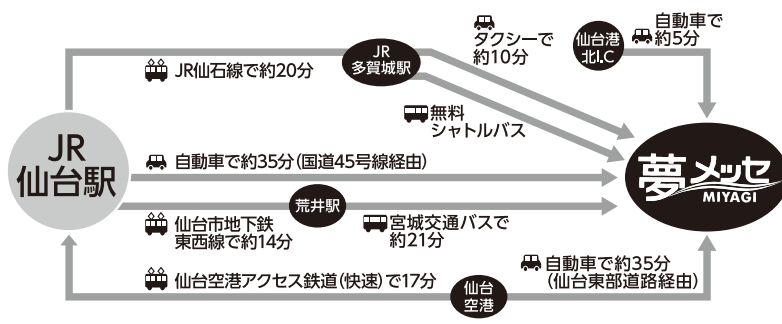 JR
仙台駅
JR仙石線で約20分
JR
多賀城駅
タクシーで
約10分
無料
シャトルバス
仙台港
北I.C
自動車で
約5分
自動車で約35分(国道45号線経由)
仙台市地下鉄
東西線で約14分
荒井駅
宮城交通バスで
約21分
仙台空港アクセス鉄道(快速)で17分
仙台
空港
自動車で約35分
(仙台東部道路経由)
夢メッセ
MIYAGI